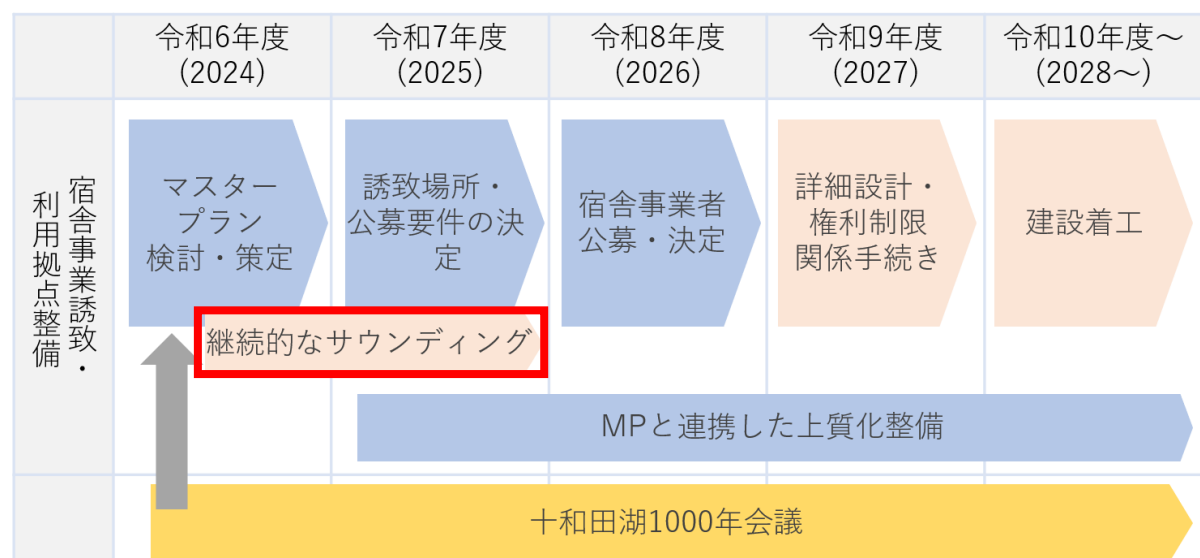 令和6年度
(2024)
令和7年度
(2025)
令和8年度
(2026)
令和9年度
(2027)
令和10年度～
(2028～)
宿舎事業誘致・
利用拠点整備
マスター
プラン
検討・策定
誘致場所・
公募要件の決
定
宿舎事業者
公募・決定
詳細設計・
権利制限
関係手続き
建設着工
継続的なサウンディング
MPと連携した上質化整備
十和田湖1000年会議